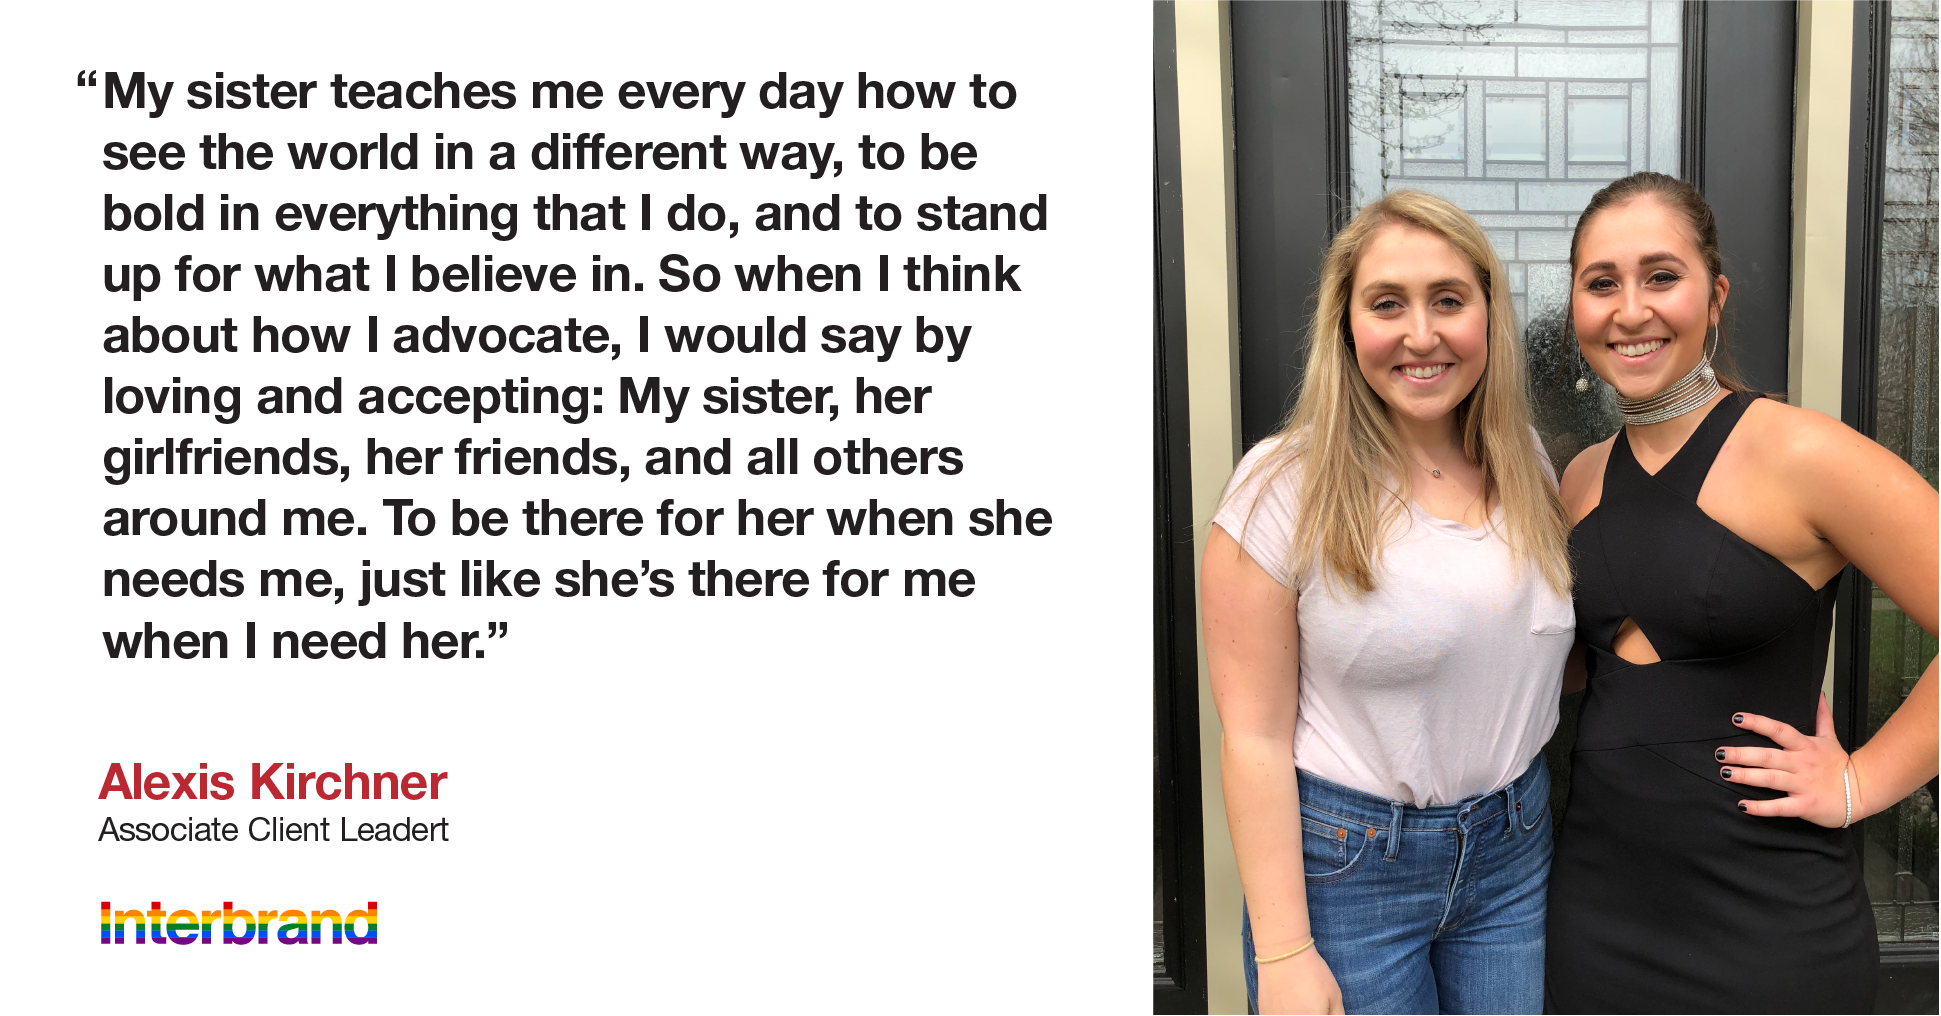 “My sister teaches me every day how to
see the world in a different way, to be
bold in everything that I do, and to stand
up for what I believe in. So when I think
about how I advocate, I would say by
loving and accepting: My sister, her
girlfriends, her friends, and all others
around me. To be there for her when she
needs me, just like she’s there for me
when I need her.”
Alexis Kirchner
Associate Client Leadert
Interbrand